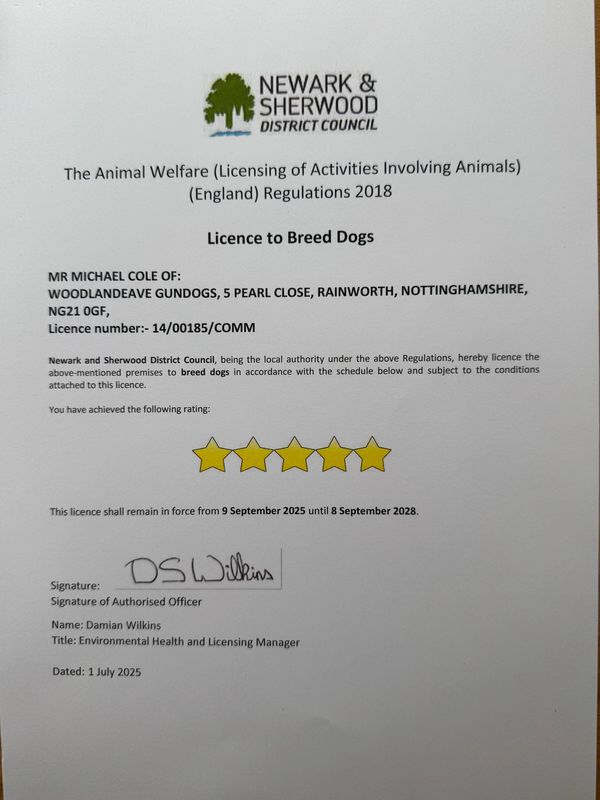 NEWARK &
SHERWOOD
DISTRICT COUNCIL
The Animal Welfare (Licensing of Activities Involving Animals)
(England) Regulations 2018
Licence to Breed Dogs
MR MICHAEL COLE OF:
WOODLANDEAVE GUNDOGS, 5 PEARL CLOSE, RAINWORTH, NOTTINGHAMSHIRE,
NG21 0GF,
Licence number:- 14/00185/COMM
Newark and Sherwood District Council, being the local authority under the above Regulations, hereby licence the
above-mentioned premises to breed dogs in accordance with the schedule below and subject to the conditions
attached to this licence.
You have achieved the following rating:
This licence shall remain in force from 9 September 2025 until 8 September 2028.
DSWilkins
Signature:
Signature of Authorised Officer
Name: Damian Wilkins
Title: Environmental Health and Licensing Manager
Dated: 1 July 2025